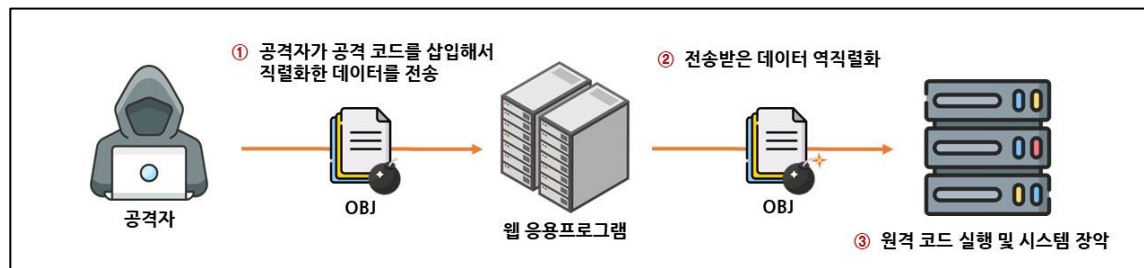 ① 공격자가 공격 코드를 삽입해서
직렬화한 데이터를 전송
② 전송받은 데이터 역직렬화
OBJ
OBJ
공격자
웹 응용프로그램
③ 원격 코드 실행 및 시스템 장악